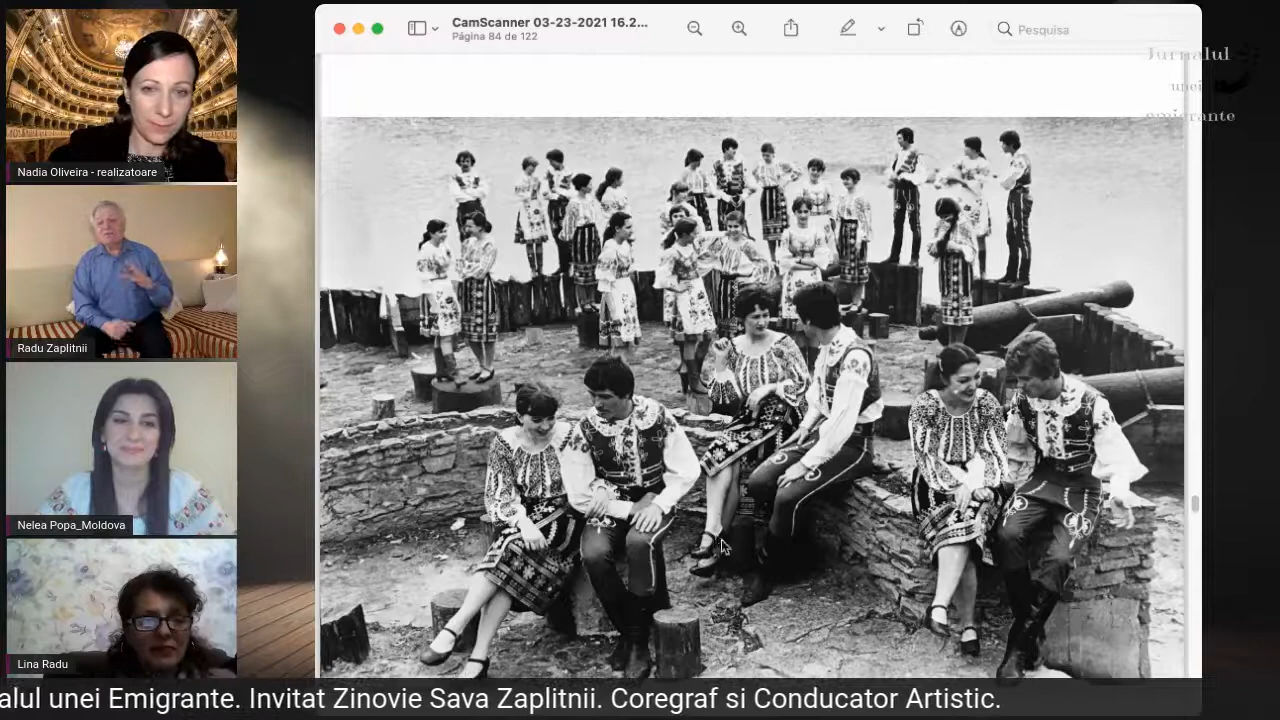 CamScanner 03-23-2021 16.2...
Página 84 de 122
Pesquisa
Jurnalul
unei
emigrante
Nadia Oliveira - realizatoare
Radu Zaplitnii
Nelea Popa_Moldova
Lina Radu
alul unei Emigrante. Invitat Zinovie Sava Zaplitnii. Coregraf si Conducator Artistic.